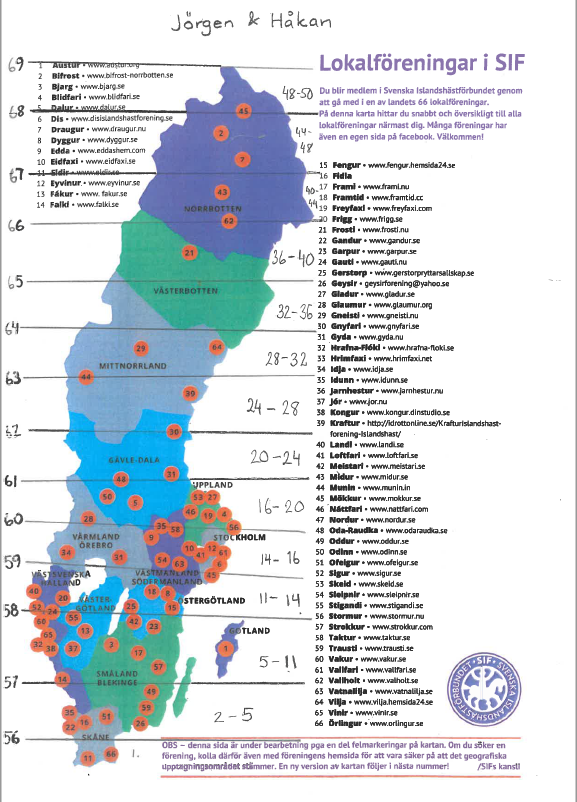 Jörgen & Håkan
Lokalföreningar i SIF
Du blir medlem i Svenska Islandshästförbundet genom
att gå med i en av landets 66 lokalföreningar.
På denna karta hittar du snabbt och översikligt till alla
lokalföreningar närmast dig. Många föreningar har
även en egen sida på facebook. Välkommen!
1 Austur • www.austur.org
2 Bifrost • www.bifrost-norrbotten.se
3 Bjarg • www.bjarg.se
4 Blidfari • www.blidfari.se
5 Dalur • www.dalur.se
6 Dis • www.disislandshastforening.se
7 Draugur • www.draugur.nu
8 Dyggur • www.dyggur.se
9 Edda • www.eddashem.com
10 Eidfaxi • www.eidfaxi.se
11 Eldir • www.eldir.se
12 Eyvinur • www.eyvinur.se
13 Fákur • www. fakur.se
14 Falki • www.falki.se
15 Fengur • www.fengur.hemsida24.se
16 Fidla
17 Frami • www.frami.nu
18 Framtid • www.framtid.cc
19 Freyfaxi • www.freyfaxi.com
20 Frigg • www.frigg.se
21 Frosti • www.frosti.nu
22 Gandur • www.gandur.se
23 Garpur • www.garpur.se
24 Gauti • www.gauti.nu
25 Gerstorp • www.gerstorpryttarsallskap.se
26 Geysir • geysirforening@yahoo.se
27 Gladur • www.gladur.se
28 Glaumur • www.glaumur.org
29 Gneisti • www.gneisti.nu
30 Gnyfari • www.gnyfari.se
31 Gyda • www.gyda.nu
32 Hrafna-Flóki • www.hrafna-floki.se
33 Hrimfaxi • www.hrimfaxi.net
34 Idja • www.idja.se
35 Idunn • www.idunn.se
36 Jarnhestur • www.jarnhestur.nu
37 Jór • www.jor.nu
38 Kongur • www.kongur.dinstudio.se
39 Kraftur • http://idrottonline.se/KrafturIslandshast-
forening-Islandshast/
40 Landi • www.landi.se
41 Loftfari • www.loftfari.se
42 Meistari • www.meistari.se
43 Midur • www.midur.se
44 Munin • www.munin.in
45 Mökkur • www.mokkur.se
46 Náttfari • www.nattfari.com
47 Nordur • www.nordur.se
48 Oda-Raudka • www.odaraudka.se
49 Oddur • www.oddur.se
50 Odinn • www.odinn.se
51 Ofeigur • www.ofeigur.se
52 Sigur • www.sigur.se
53 Skeid • www.skeid.se
54 Sleipnir • www.sleipnir.se
55 Stigandi • www.stigandi.se
56 Stormur • www.stormur.nu
57 Strokkur • www.strokkur.com
58 Taktur • www.taktur.se
59 Trausti • www.trausti.se
60 Vakur • www.vakur.se
61 Valfari • www.valfari.se
62 Vallhoit • www.vallhoit.se
63 Vatnalilja • www.vatnalilja.se
64 Vilja • www.vilja.hemsida24.se
65 Vinir • www.vinir.se
66 Örlingur • www.orlingur.se
69
68
67
66
65
64
63
62
61
60
59
58
57
56
48-50
44-
48
40-
44
36-40
32-36
28-32
24-28
20-24
16-20
14-16
11-14
5-11
2-5
1.
NORRBOTTEN
VÄSTERBOTTEN
MITTNORRLAND
GÄVLE-DALA
UPPLAND
STOCKHOLM
VÄRMLAND
ÖREBRO
VÄSTMANLAND
SÖDERMANLAND
VÄSTSVENSKA
HALLAND
VÄSTER-
GÖTLAND
ÖSTERGÖTLAND
GOTLAND
SMÅLAND
BLEKINGE
SKÅNE
SIF • SVENSKA ISLANDSHÄSTFÖRBUNDET
OBS – denna sida är under bearbetning pga en del felmarkeringar på kartan. Om du söker en
förening, kolla därför även med föreningens hemsida för att vara säker på att det geografiska
upptagningsområdet stämmer. En ny version av kartan följer i nästa nummer! /SIFs kansli